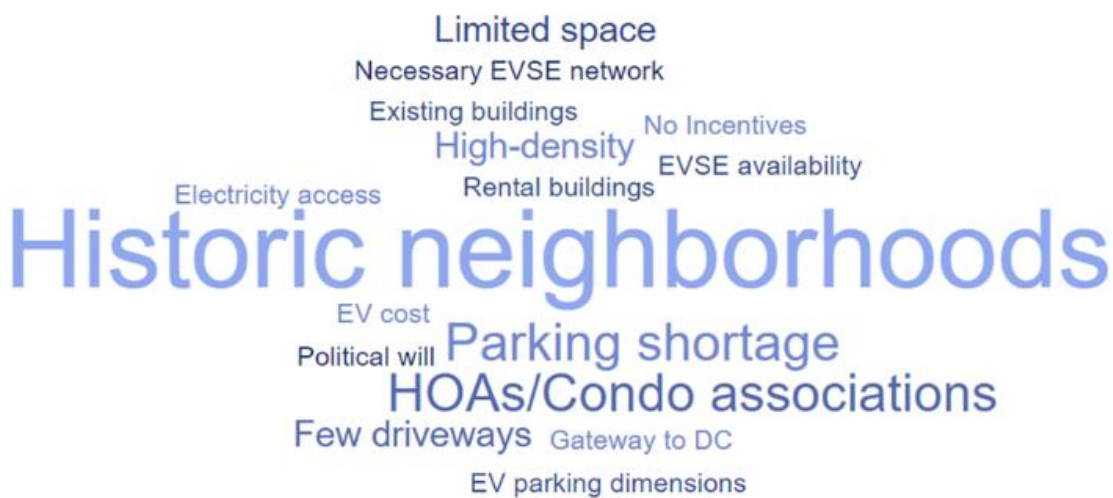 Limited space
Necessary EVSE network
Existing buildings
No Incentives
High-density
EVSE availability
Rental buildings
Electricity access
Historic neighborhoods
EV cost
Parking shortage
Political will
HOAs/Condo associations
Few driveways
Gateway to DC
EV parking dimensions